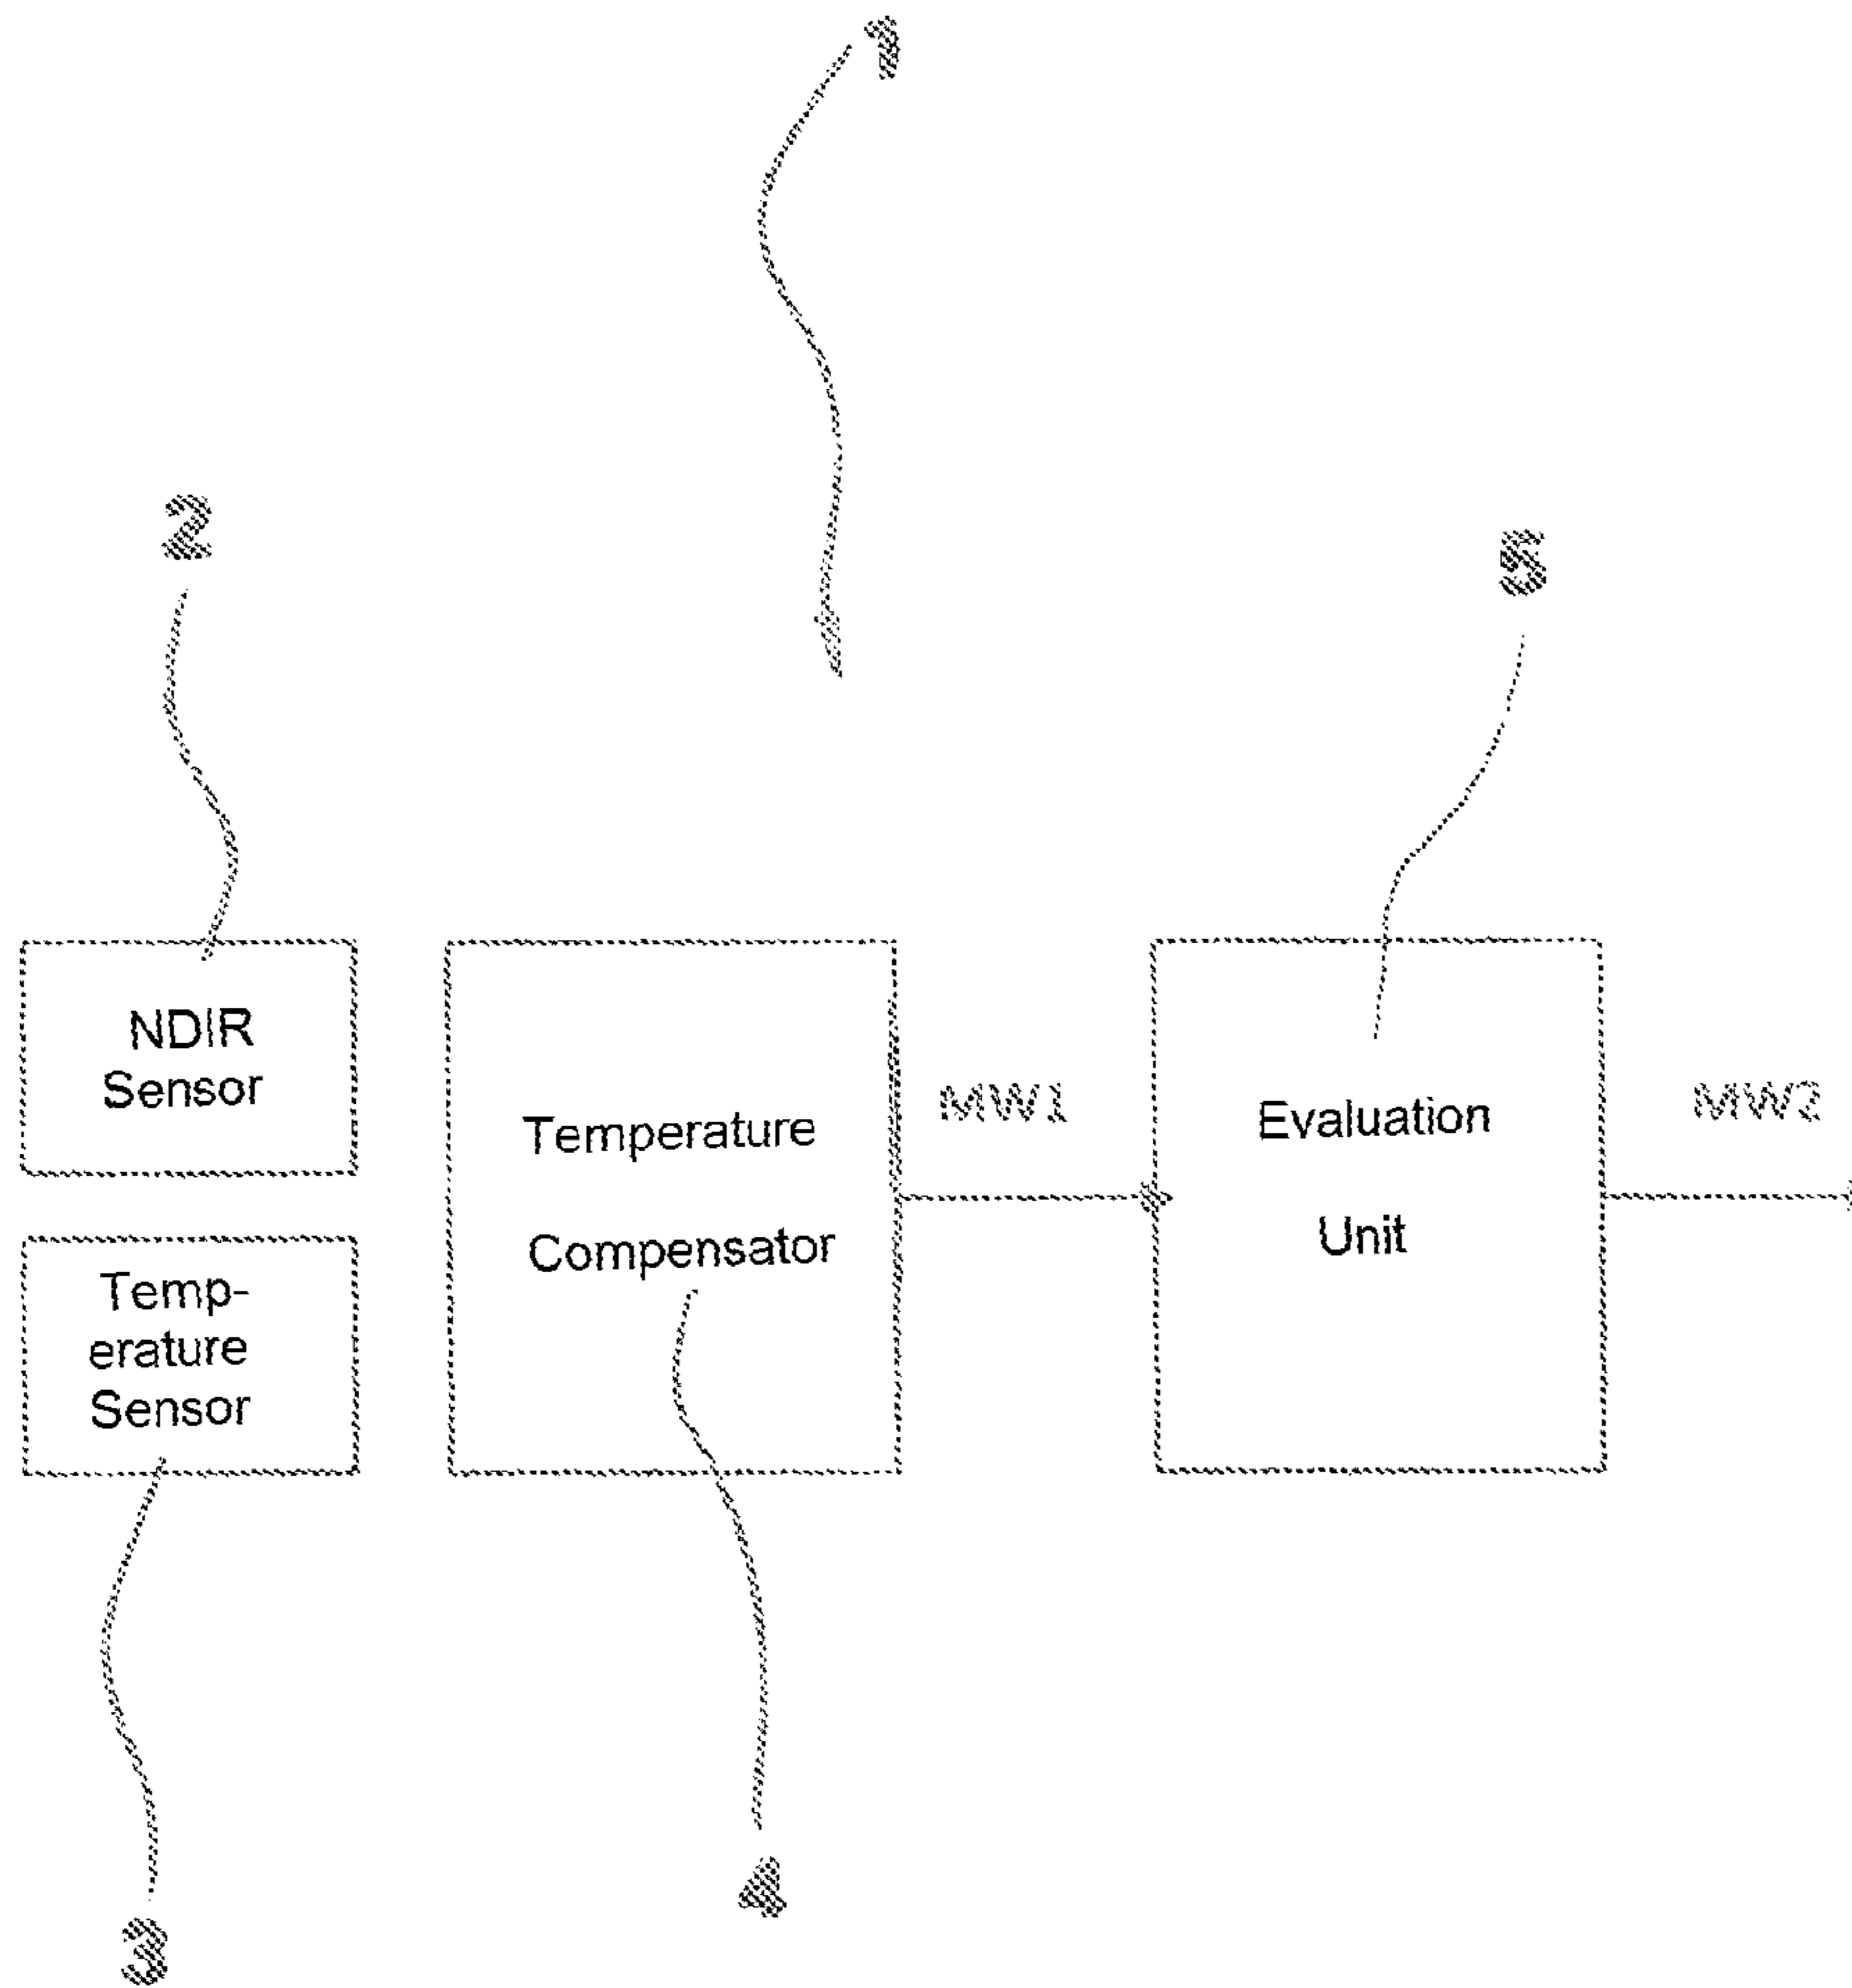 1
2
5
NDIR
Sensor
Temperature
Compensator
MW1
Evaluation
Unit
MW2
Temp-
erature
Sensor
4
3